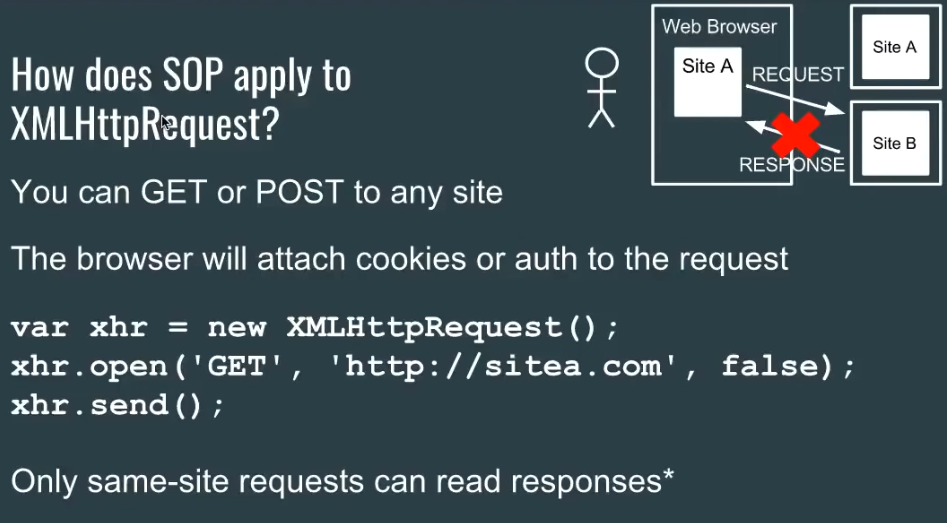 How does SOP apply to
XMLHttpRequest?
You can GET or POST to any site
The browser will attach cookies or auth to the request
var xhr = new XMLHttpRequest();
xhr.open('GET', 'http://sitea.com', false);
xhr.send();
Only same-site requests can read responses*
Web Browser
Site A
REQUEST
RESPONSE
Site A
Site B